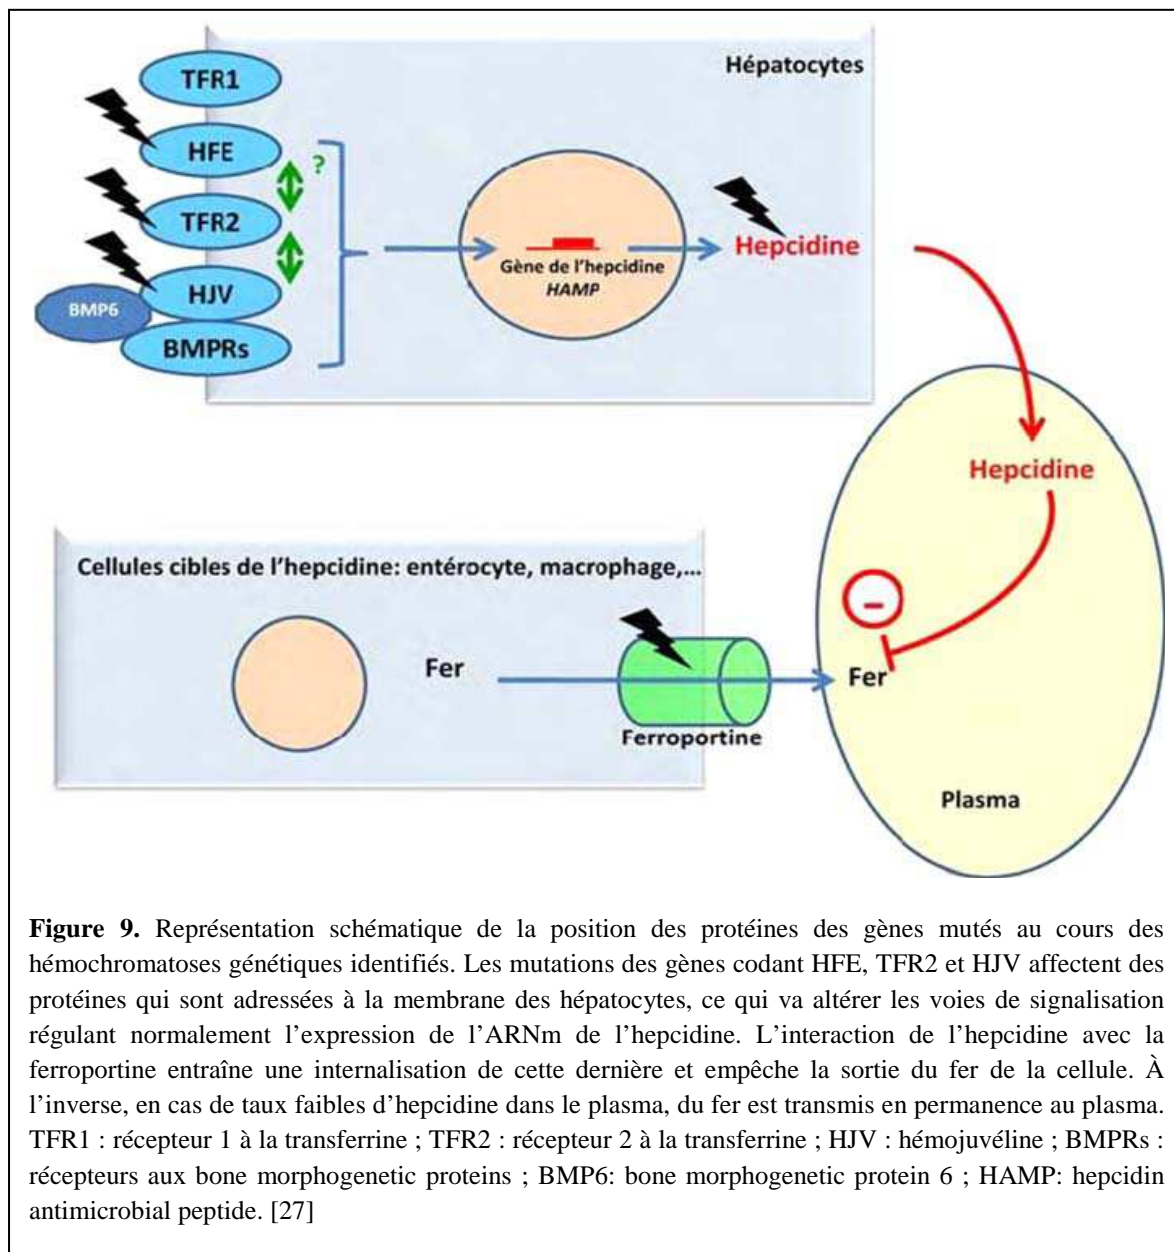 TFR1
Hépatocytes
HFE
?
TFR2
Hepcidine
Gène de l'hepcidine
HAMP
HJV
BMP6
BMPRs
Hepcidine
Cellules cibles de l'hepcidine: entérocyte, macrophage,...
–
Fer
Fer
Ferroportine
Plasma
Figure 9. Représentation schématique de la position des protéines des gènes mutés au cours des
hémochromatoses génétiques identifiés. Les mutations des gènes codant HFE, TFR2 et HJV affectent des
protéines qui sont adressées à la membrane des hépatocytes, ce qui va altérer les voies de signalisation
régulant normalement l'expression de l'ARNm de l'hepcidine. L'interaction de l'hepcidine avec la
ferroportine entraîne une internalisation de cette dernière et empêche la sortie du fer de la cellule. À
l'inverse, en cas de taux faibles d'hepcidine dans le plasma, du fer est transmis en permanence au plasma.
TFR1 : récepteur 1 à la transferrine ; TFR2 : récepteur 2 à la transferrine ; HJV : hémojuvéline ; BMPRs :
récepteurs aux bone morphogenetic proteins ; BMP6: bone morphogenetic protein 6 ; HAMP: hepcidin
antimicrobial peptide. [27]